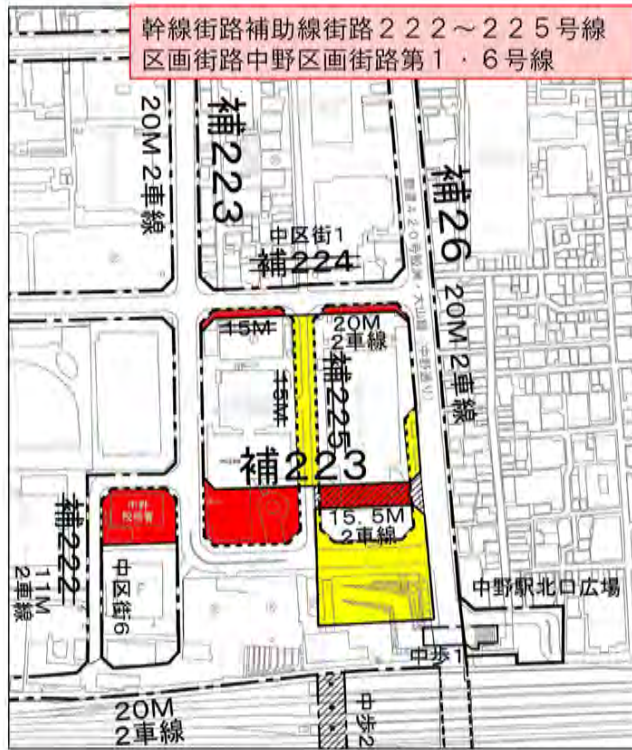 幹線街路補助線街路222～225号線
区画街路中野区画街路第1・6号線
20M 2車線
補223
補26 20M 2車線
中区街1
補224
15M
20M
2車線
15M
補225
補223
補222
11M
2車線
中区街6
15.5M
2車線
中野駅北口広場
中歩1
中歩2
20M
2車線